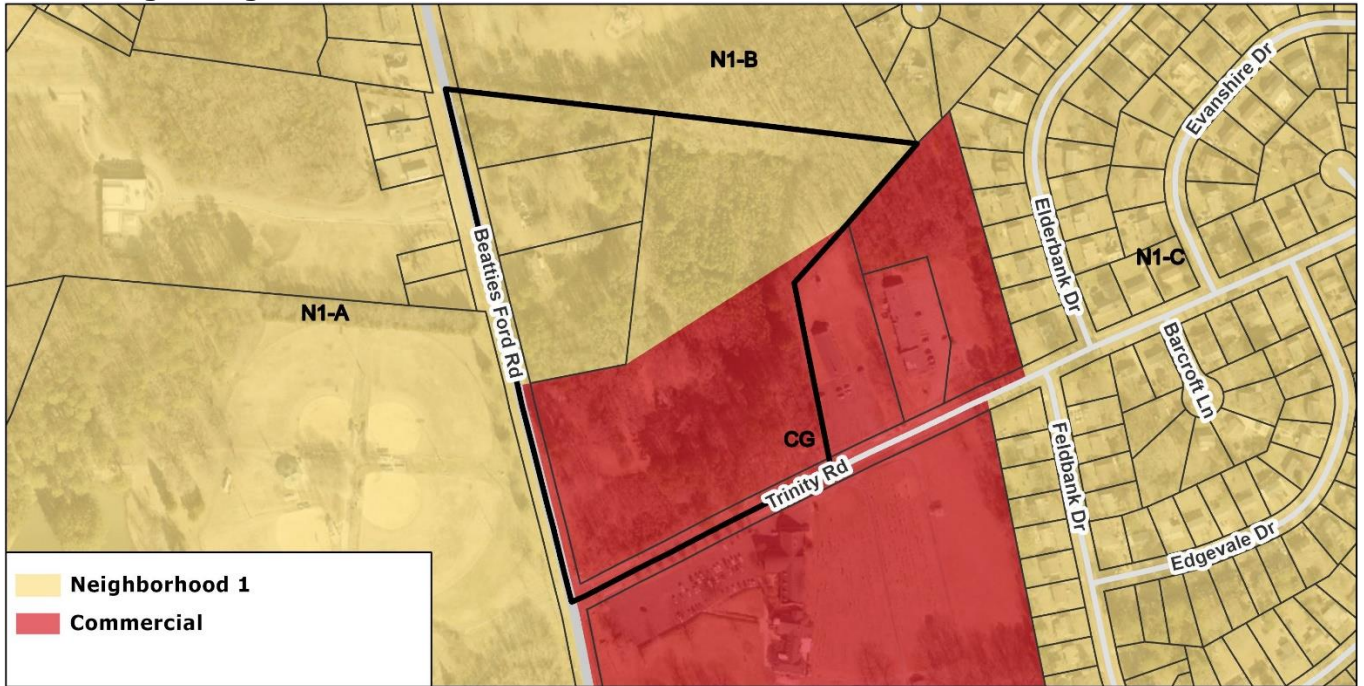 N1-B
Evanshire Dr
Elderbank Dr
N1-C
Beatties Ford Rd
N1-A
Barcroft Ln
CG
Trinity Rd
Feldbank Dr
Edgevale Dr
Neighborhood 1
Commercial